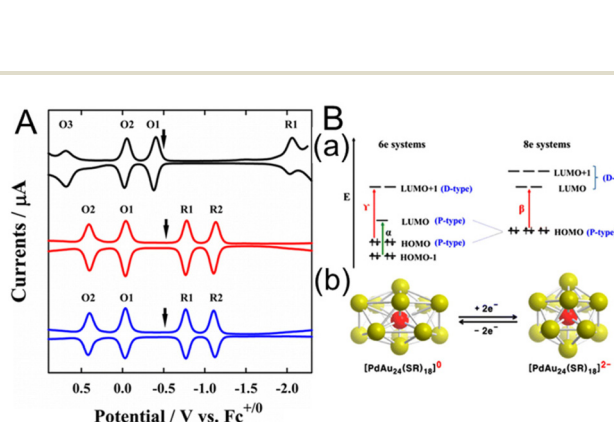 A
O3 O2 O1 R1
O2 O1 R1 R2
O2 O1 R1 R2
Currents / µA
0.5 0.0 -0.5 -1.0 -1.5 -2.0
Potential / V vs. Fc+/0
B
(a)
6e systems 8e systems
E
LUMO+1 (D-type)
LUMO (P-type)
HOMO (P-type)
HOMO-1
γ
α
LUMO+1
LUMO
(D-
β
HOMO (P-type
(b)
+ 2e−
− 2e−
[PdAu24(SR)18]0 [PdAu24(SR)18]2−